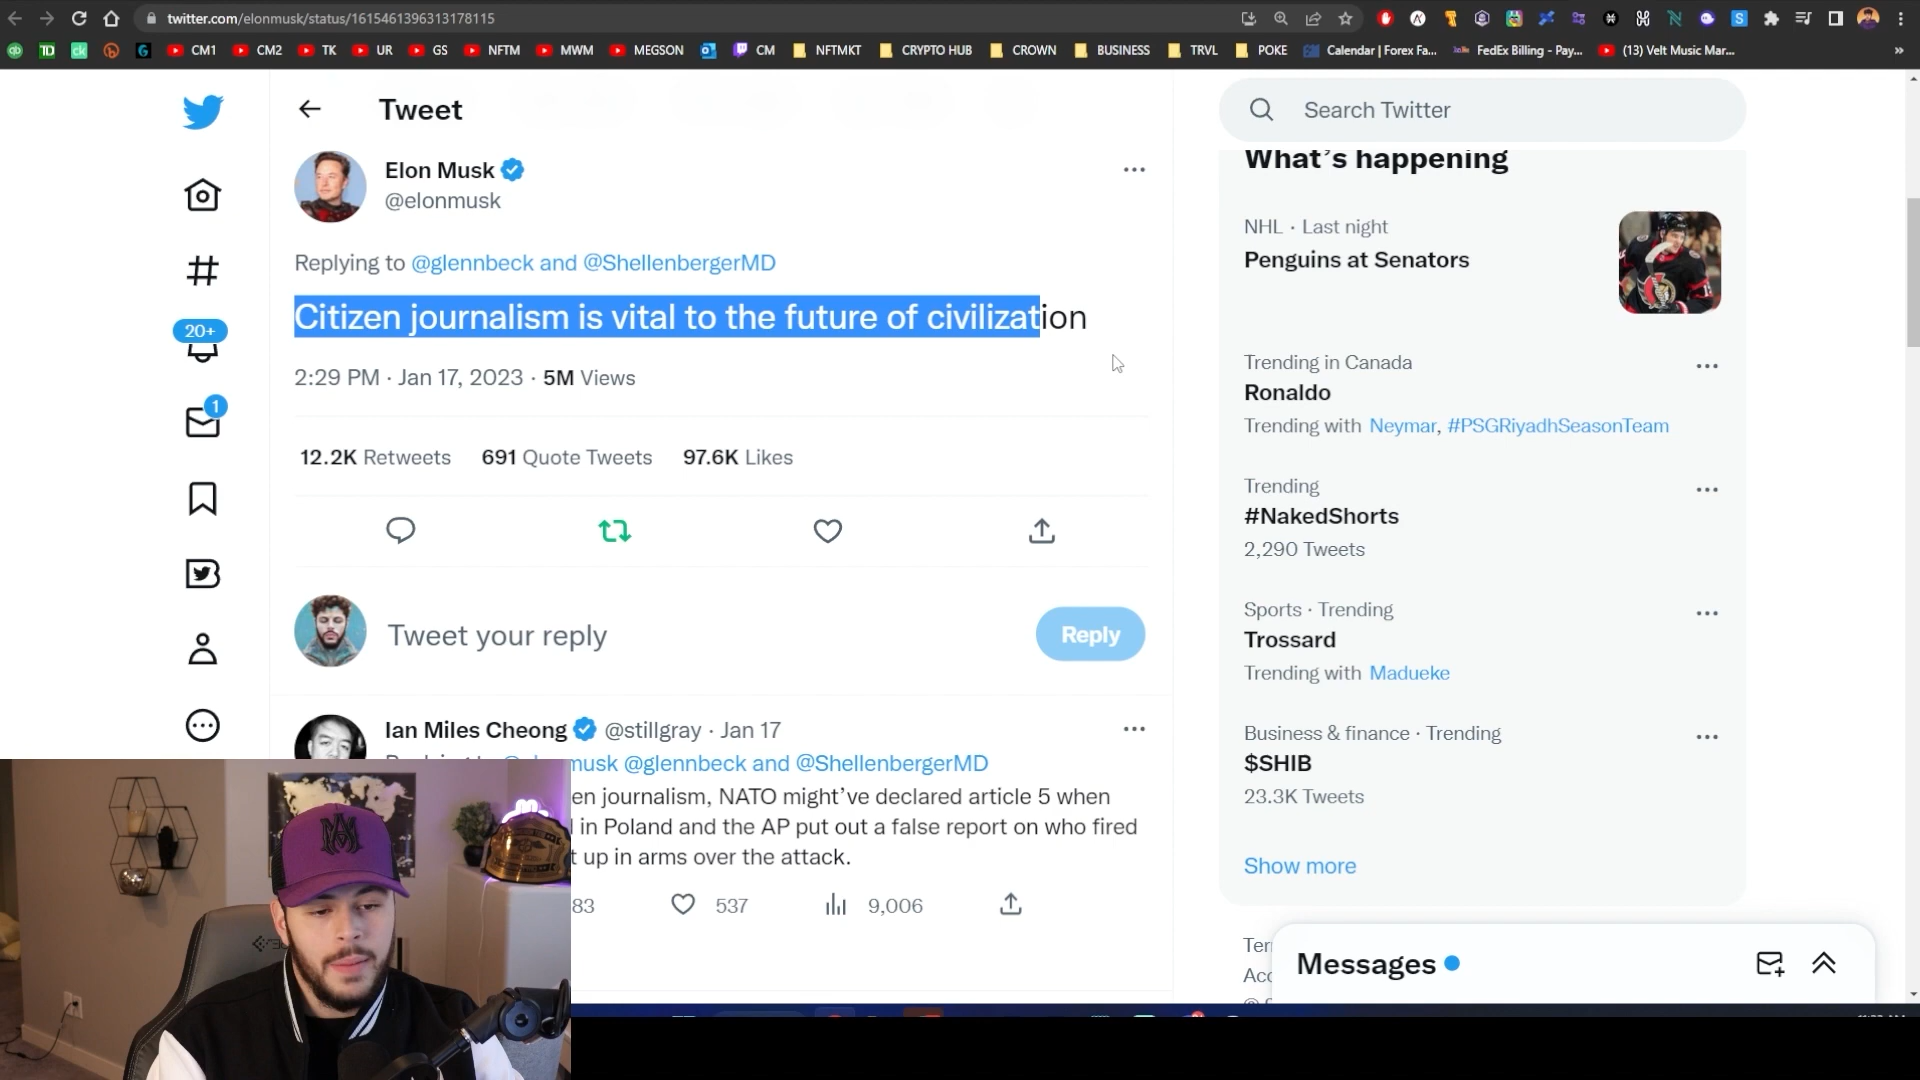 twitter.com/elonmusk/status/1615461396313178115
TD ck CM1 CM2 TK UR GS NFTM MWM MEGSON CM NFTMKT CRYPTO HUB CROWN BUSINESS TRVL POKE Calendar | Forex Fa... FedEx Billing - Pay... (13) Velt Music Mar... »
Tweet
Search Twitter
Elon Musk
@elonmusk
Replying to @glennbeck and @ShellenbergerMD
Citizen journalism is vital to the future of civilization
2:29 PM · Jan 17, 2023 · 5M Views
12.2K Retweets 691 Quote Tweets 97.6K Likes
20+
1
Tweet your reply
Reply
Ian Miles Cheong @stillgray · Jan 17
musk @glennbeck and @ShellenbergerMD
en journalism, NATO might've declared article 5 when
in Poland and the AP put out a false report on who fired
t up in arms over the attack.
83 537 9,006
What's happening
NHL · Last night
Penguins at Senators
Trending in Canada
Ronaldo
Trending with Neymar, #PSGRiyadhSeasonTeam
Trending
#NakedShorts
2,290 Tweets
Sports · Trending
Trossard
Trending with Madueke
Business & finance · Trending
$SHIB
23.3K Tweets
Show more
Ter
Acc
Messages